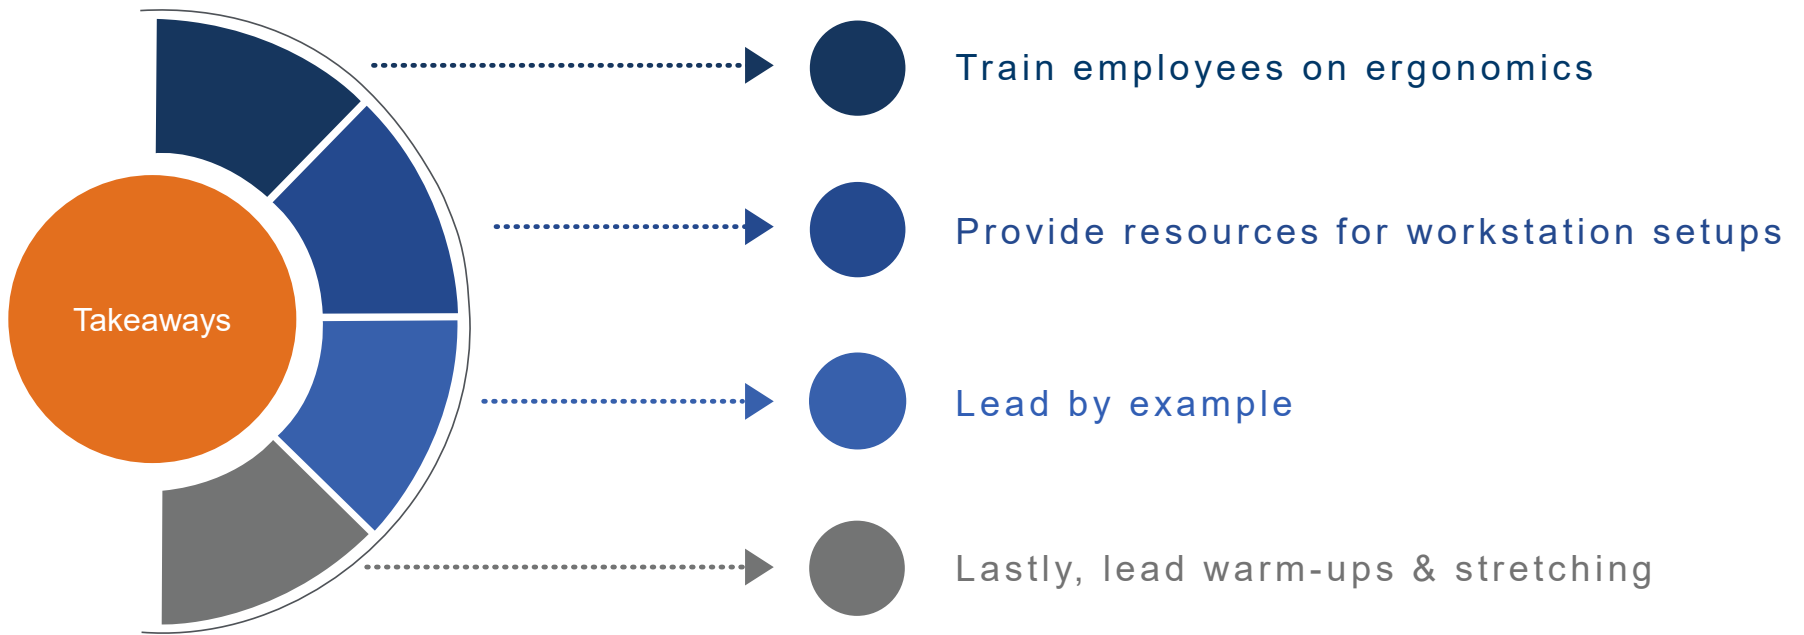 Train employees on ergonomics
Provide resources for workstation setups
Takeaways
Lead by example
Lastly, lead warm-ups & stretching